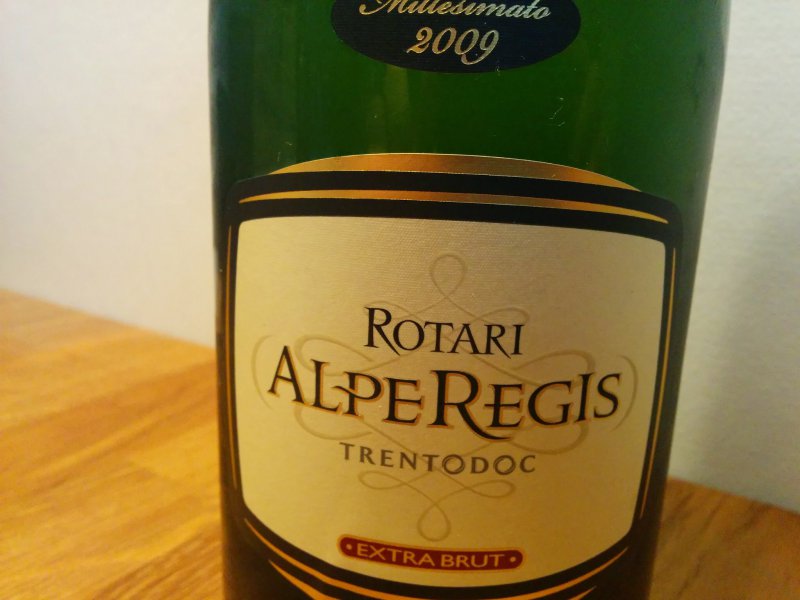 Millesimato
2009
ROTARI
ALPEREGIS
TRENTODOC
• EXTRA BRUT •